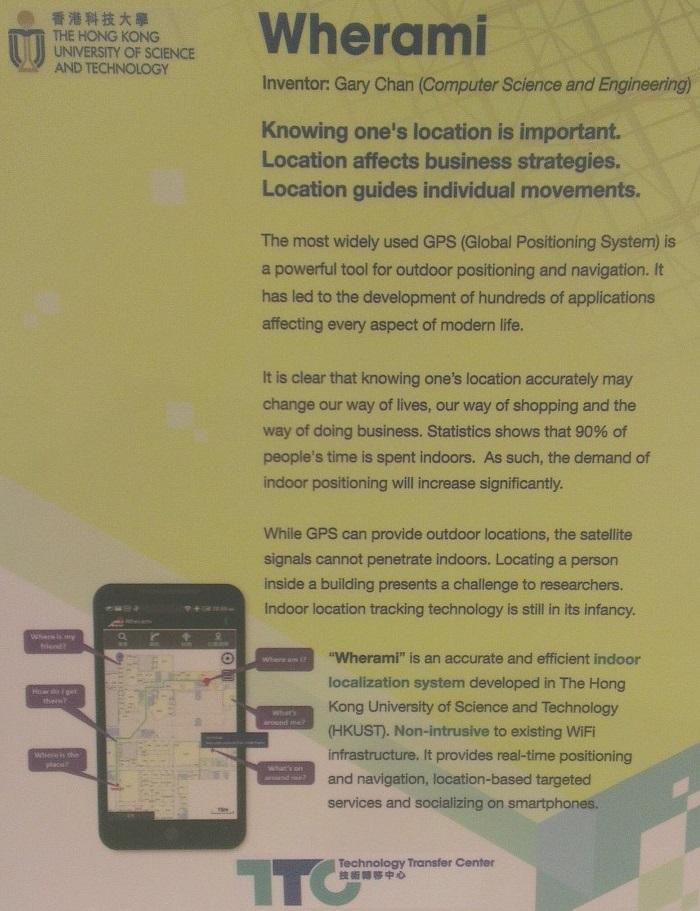 香港科技大學
THE HONG KONG
UNIVERSITY OF SCIENCE
AND TECHNOLOGY
Wherami
Inventor: Gary Chan (Computer Science and Engineering)
Knowing one's location is important.
Location affects business strategies.
Location guides individual movements.
The most widely used GPS (Global Positioning System) is
a powerful tool for outdoor positioning and navigation. It
has led to the development of hundreds of applications
affecting every aspect of modern life.
It is clear that knowing one's location accurately may
change our way of lives, our way of shopping and the
way of doing business. Statistics shows that 90% of
people's time is spent indoors. As such, the demand of
indoor positioning will increase significantly.
While GPS can provide outdoor locations, the satellite
signals cannot penetrate indoors. Locating a person
inside a building presents a challenge to researchers.
Indoor location tracking technology is still in its infancy.
Wherami
Where is my
friend?
How do I get
there?
Where is the
place?
Where am I?
What's
around me?
What's on
around me?
"Wherami" is an accurate and efficient indoor
localization system developed in The Hong
Kong University of Science and Technology
(HKUST). Non-intrusive to existing WiFi
infrastructure. It provides real-time positioning
and navigation, location-based targeted
services and socializing on smartphones.
TTC
Technology Transfer Center
技術轉移中心